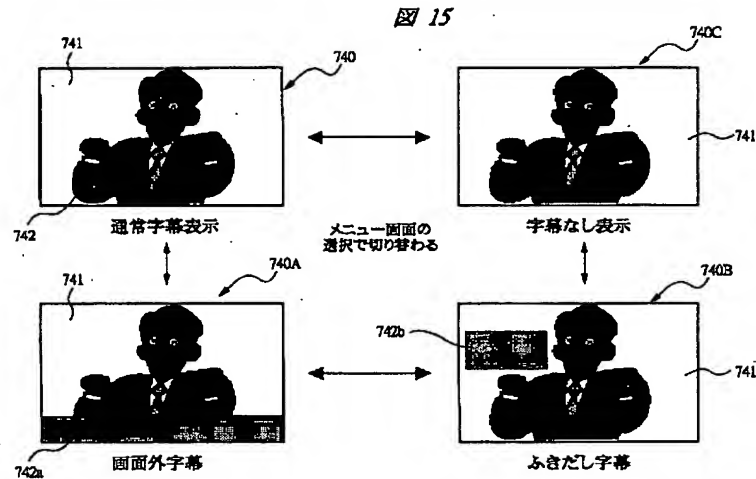 図 15
741
740
742
通常字幕表示
740C
741
字幕なし表示
メニュー画面の
選択で切り替わる
741
740A
742a
画面外字幕
740B
742b
741
ふきだし字幕